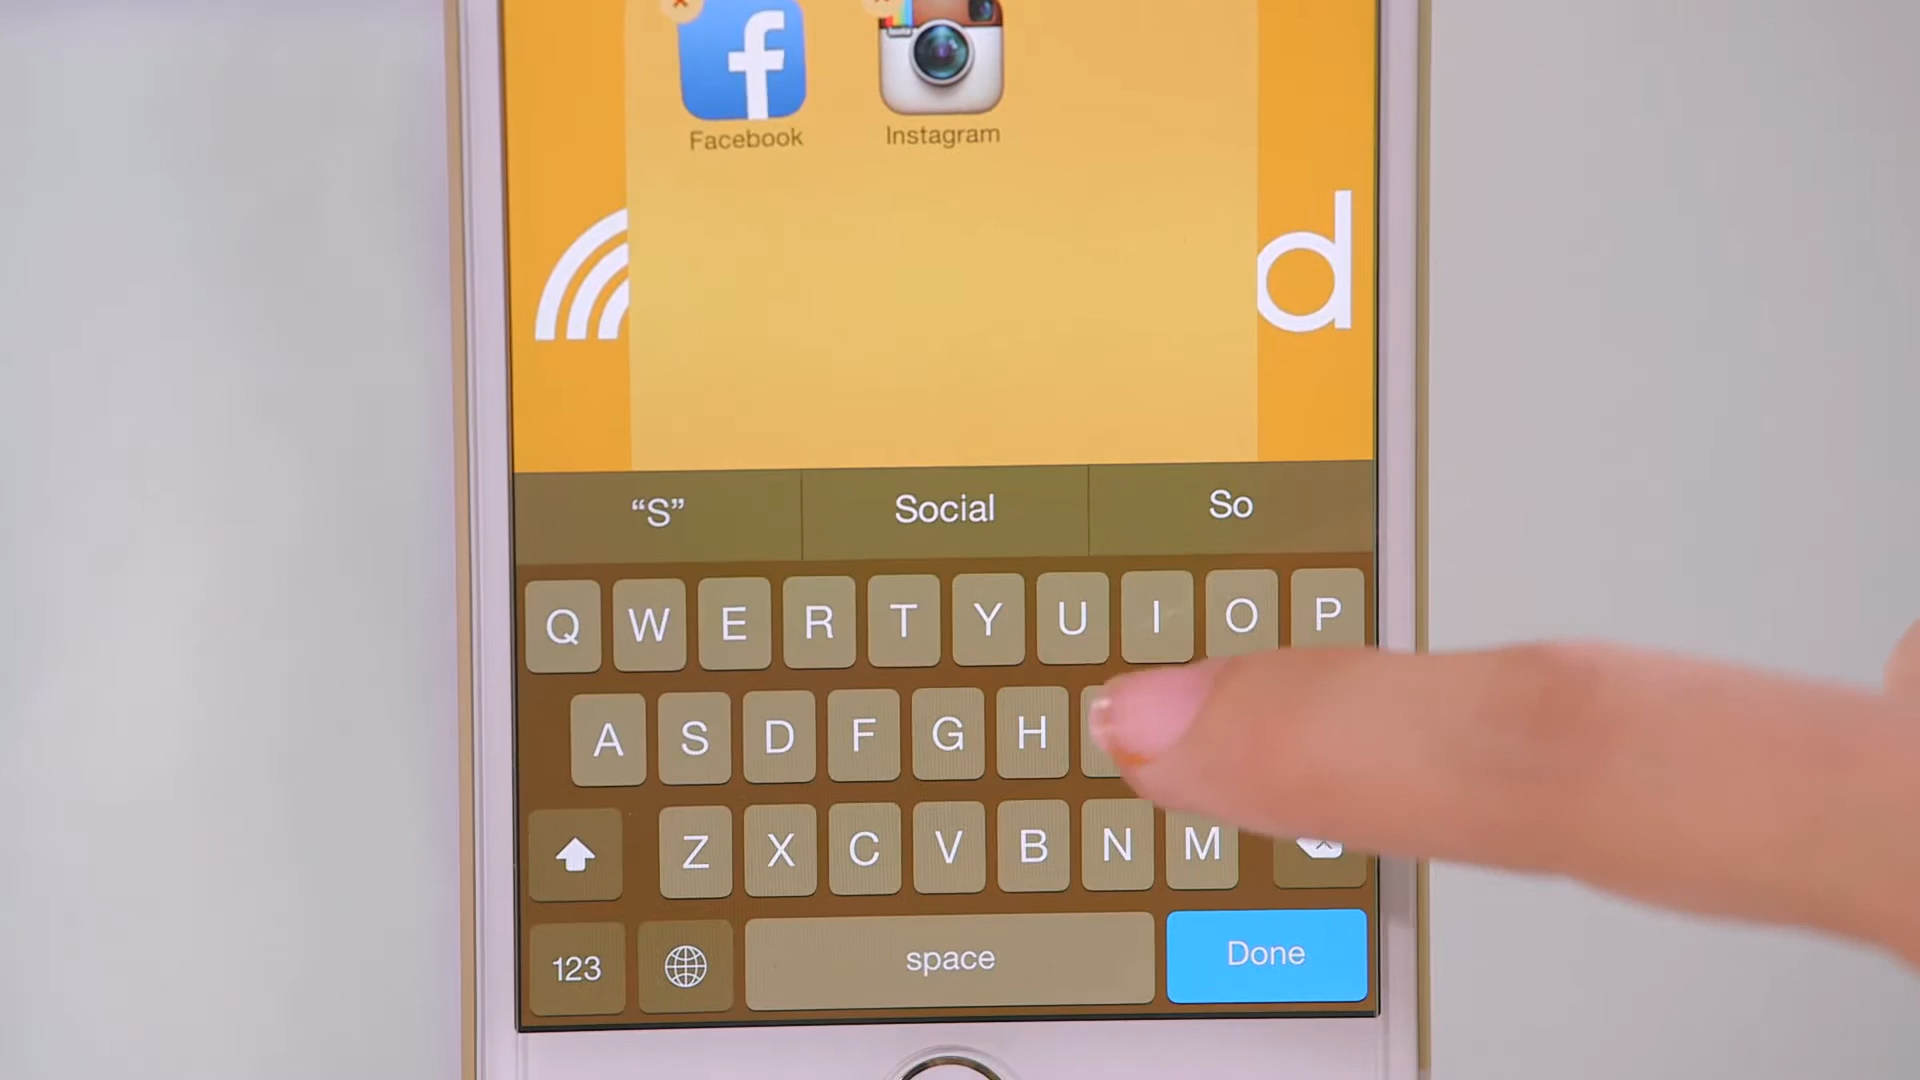 Facebook
Instagram
d
“S” Social So
Q W E R T Y U I O P
A S D F G H
Z X C V B N M
123 space Done